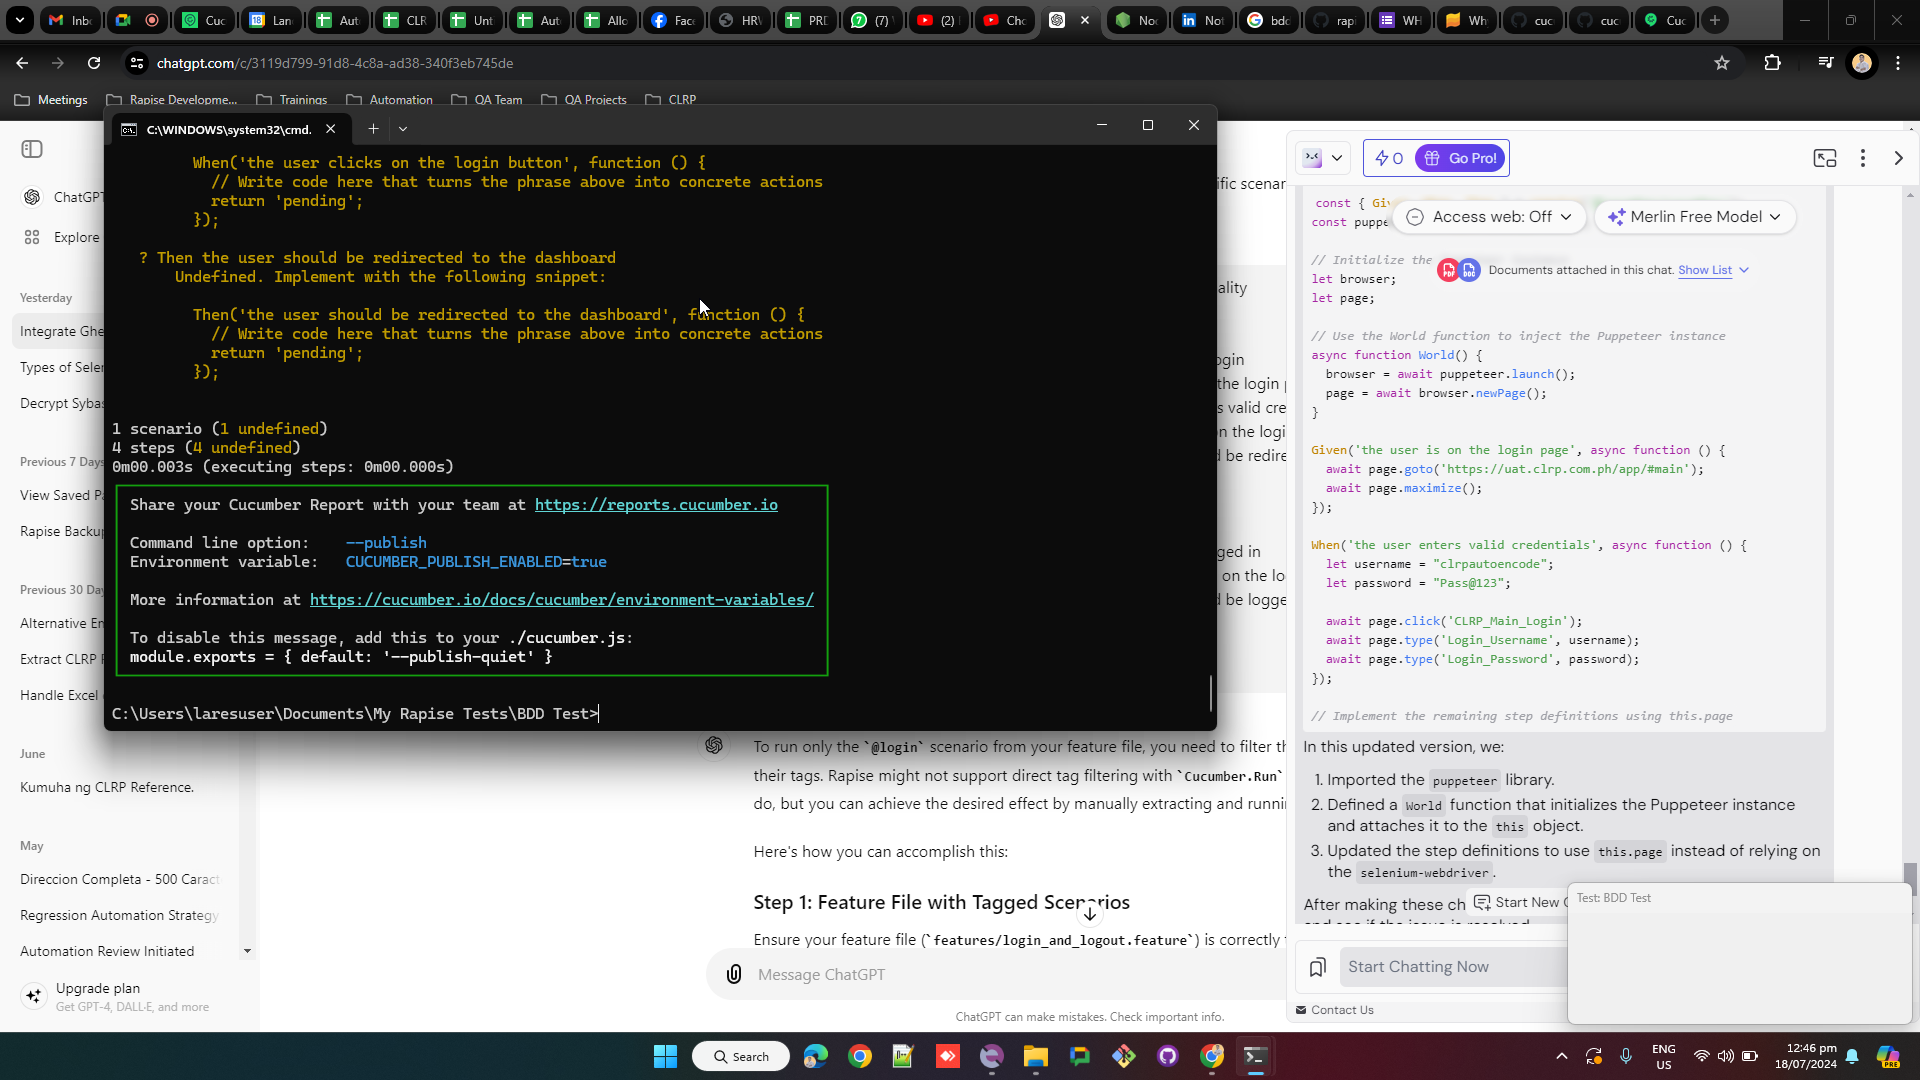 Inbo
Cuc
Lan
Aut
CLR
Unt
Aut
Allo
Fac
HRV
PRD
(7)
(2)
Chc
Noc
Not
bdd
rapi
WH
Wh
cuc
cuc
Cuc
chatgpt.com/c/3119d799-91d8-4c8a-ad38-340f3eb745de
Meetings
Rapise Developme...
Trainings
Automation
QA Team
QA Projects
CLRP
C:\WINDOWS\system32\cmd.
When('the user clicks on the login button', function () {
// Write code here that turns the phrase above into concrete actions
return 'pending';
});
? Then the user should be redirected to the dashboard
Undefined. Implement with the following snippet:
Then('the user should be redirected to the dashboard', function () {
// Write code here that turns the phrase above into concrete actions
return 'pending';
});
1 scenario (1 undefined)
4 steps (4 undefined)
0m00.003s (executing steps: 0m00.000s)
Share your Cucumber Report with your team at https://reports.cucumber.io
Command line option: --publish
Environment variable: CUCUMBER_PUBLISH_ENABLED=true
More information at https://cucumber.io/docs/cucumber/environment-variables/
To disable this message, add this to your ./cucumber.js:
module.exports = { default: '--publish-quiet' }
C:\Users\laresuser\Documents\My Rapise Tests\BDD Test>
ChatGPT
Explore
Yesterday
Integrate Ghe
Types of Seler
Decrypt Sybas
Previous 7 Days
View Saved Pa
Rapise Backup
Previous 30 Day
Alternative En
Extract CLRP F
Handle Excel
June
Kumuha ng CLRP Reference.
May
Direccion Completa - 500 Caract
Regression Automation Strategy
Automation Review Initiated
Upgrade plan
Get GPT-4, DALL·E, and more
ific scenar
ality
ogin
the login p
s valid cre
n the logi
d be redire
ged in
on the lo
d be logge
To run only the `@login` scenario from your feature file, you need to filter th
their tags. Rapise might not support direct tag filtering with `Cucumber.Run`
do, but you can achieve the desired effect by manually extracting and runni
Here's how you can accomplish this:
Step 1: Feature File with Tagged Scenarios
Ensure your feature file (`features/login_and_logout.feature`) is correctly
Message ChatGPT
ChatGPT can make mistakes. Check important info.
0
Go Pro!
Access web: Off
Merlin Free Model
Documents attached in this chat. Show List
const { Giv
const puppe
// Initialize the
let browser;
let page;
// Use the World function to inject the Puppeteer instance
async function World() {
browser = await puppeteer.launch();
page = await browser.newPage();
}
Given('the user is on the login page', async function () {
await page.goto('https://uat.clrp.com.ph/app/#main');
await page.maximize();
});
When('the user enters valid credentials', async function () {
let username = "clrpautoencode";
let password = "Pass@123";
await page.click('CLRP_Main_Login');
await page.type('Login_Username', username);
await page.type('Login_Password', password);
});
// Implement the remaining step definitions using this.page
In this updated version, we:
1. Imported the puppeteer library.
2. Defined a World function that initializes the Puppeteer instance
and attaches it to the this object.
3. Updated the step definitions to use this.page instead of relying on
the selenium-webdriver.
After making these ch
Start New C
Test: BDD Test
Start Chatting Now
Contact Us
Search
ENG
US
12:46 pm
18/07/2024